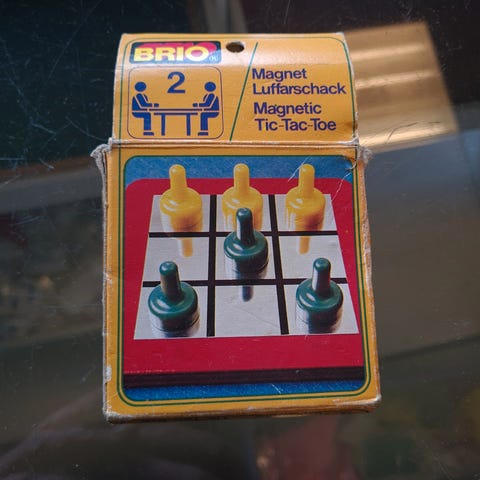 BRIO®
2
Magnet
Luffarschack
Magnetic
Tic-Tac-Toe